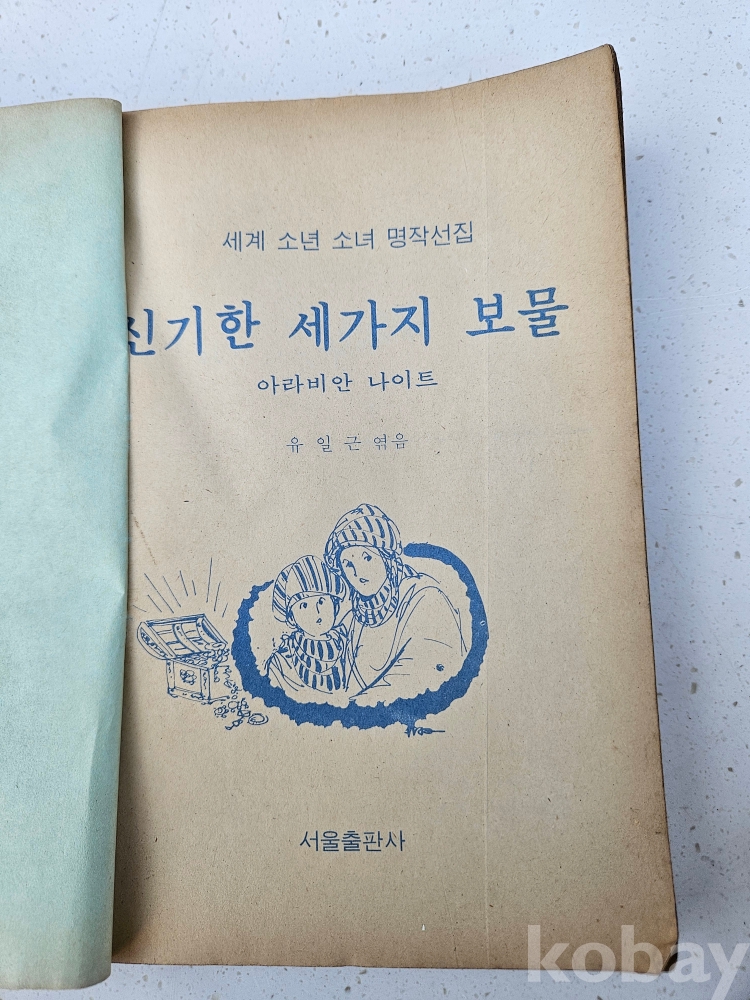 세계 소년 소녀 명작선집
신기한 세가지 보물
아라비안 나이트
유 일 근 엮음
서울출판사
kobay